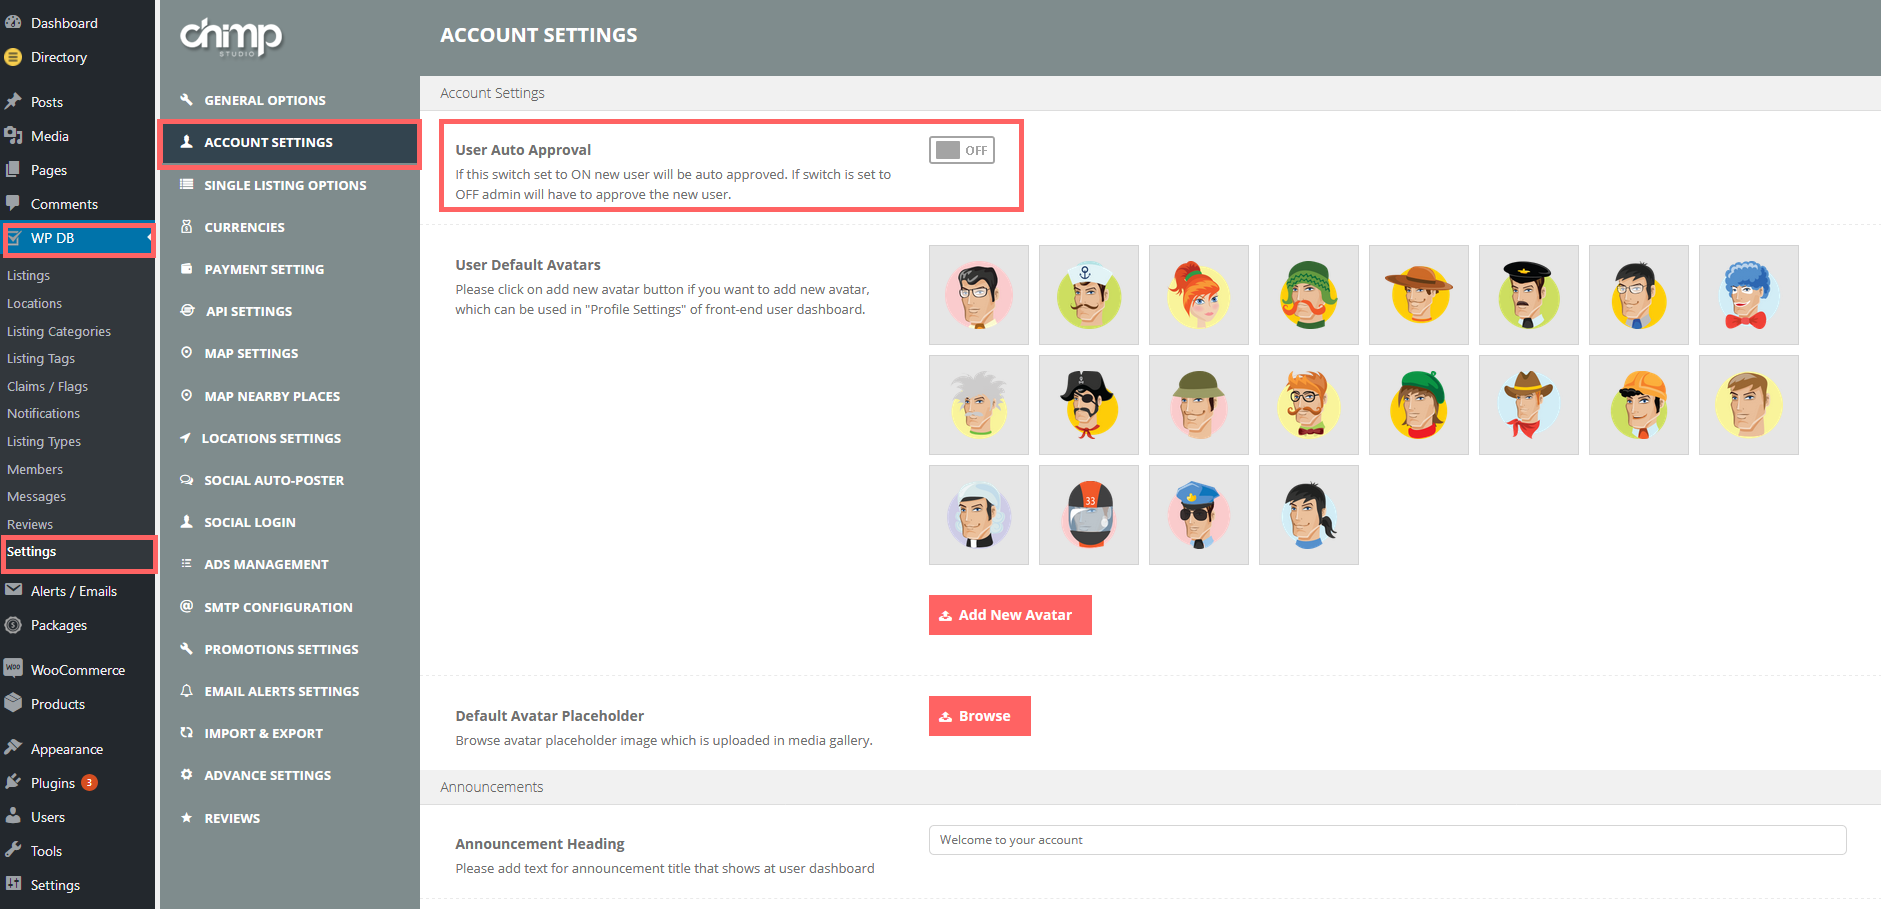 Dashboard
Directory
Posts
Media
Pages
Comments
WP DB
Listings
Locations
Listing Categories
Listing Tags
Claims / Flags
Notifications
Listing Types
Members
Messages
Reviews
Settings
Alerts / Emails
Packages
WooCommerce
Products
Appearance
Plugins 3
Users
Tools
Settings
chimp
STUDIO
GENERAL OPTIONS
ACCOUNT SETTINGS
SINGLE LISTING OPTIONS
CURRENCIES
PAYMENT SETTING
API SETTINGS
MAP SETTINGS
MAP NEARBY PLACES
LOCATIONS SETTINGS
SOCIAL AUTO-POSTER
SOCIAL LOGIN
ADS MANAGEMENT
SMTP CONFIGURATION
PROMOTIONS SETTINGS
EMAIL ALERTS SETTINGS
IMPORT & EXPORT
ADVANCE SETTINGS
REVIEWS
ACCOUNT SETTINGS
Account Settings
User Auto Approval
OFF
If this switch set to ON new user will be auto approved. If switch is set to
OFF admin will have to approve the new user.
User Default Avatars
Please click on add new avatar button if you want to add new avatar,
which can be used in "Profile Settings" of front-end user dashboard.
33
Add New Avatar
Default Avatar Placeholder
Browse avatar placeholder image which is uploaded in media gallery.
Browse
Announcements
Announcement Heading
Please add text for announcement title that shows at user dashboard
Welcome to your account